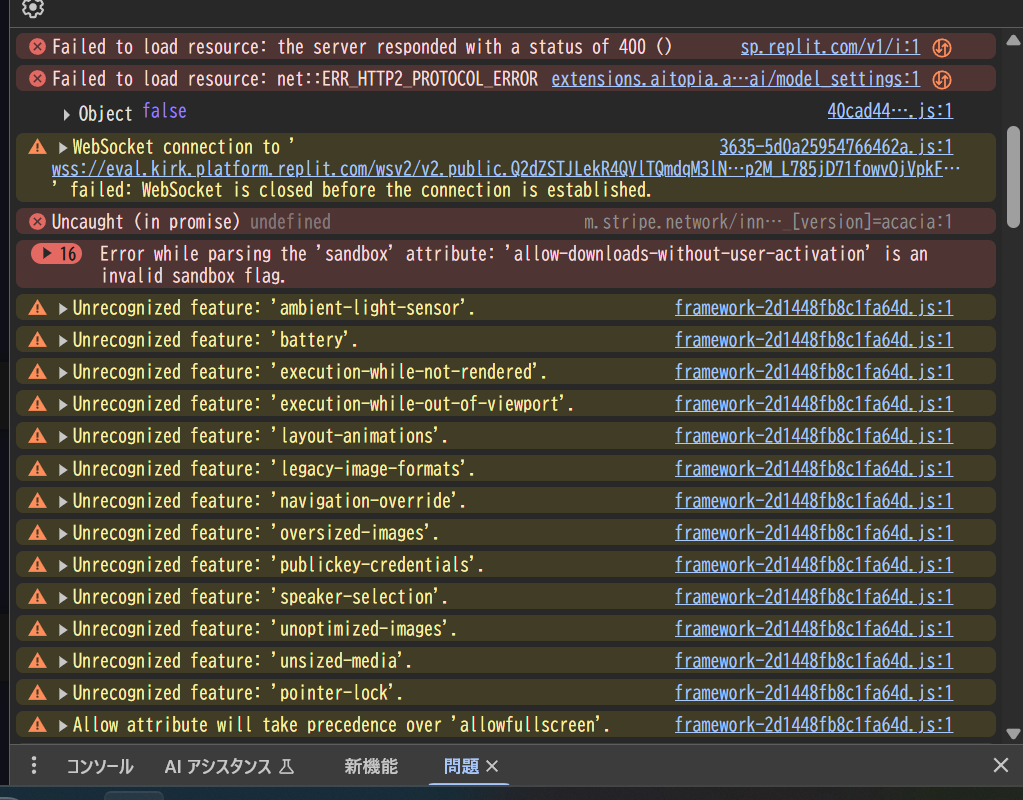 Failed to load resource: the server responded with a status of 400 () sp.replit.com/v1/i:1
Failed to load resource: net::ERR_HTTP2_PROTOCOL_ERROR extensions.aitopia.a…ai/model_settings:1
Object false 40cad44….js:1
WebSocket connection to ' 3635-5d0a25954766462a.js:1
wss://eval.kirk.platform.replit.com/wsv2/v2.public.Q2dZSTJLekR4QVlTQmdqM3lN…p2M_L785jD71fowvOjVpkF…
' failed: WebSocket is closed before the connection is established.
Uncaught (in promise) undefined m.stripe.network/inn…_[version]=acacia:1
16 Error while parsing the 'sandbox' attribute: 'allow-downloads-without-user-activation' is an
invalid sandbox flag.
Unrecognized feature: 'ambient-light-sensor'. framework-2d1448fb8c1fa64d.js:1
Unrecognized feature: 'battery'. framework-2d1448fb8c1fa64d.js:1
Unrecognized feature: 'execution-while-not-rendered'. framework-2d1448fb8c1fa64d.js:1
Unrecognized feature: 'execution-while-out-of-viewport'. framework-2d1448fb8c1fa64d.js:1
Unrecognized feature: 'layout-animations'. framework-2d1448fb8c1fa64d.js:1
Unrecognized feature: 'legacy-image-formats'. framework-2d1448fb8c1fa64d.js:1
Unrecognized feature: 'navigation-override'. framework-2d1448fb8c1fa64d.js:1
Unrecognized feature: 'oversized-images'. framework-2d1448fb8c1fa64d.js:1
Unrecognized feature: 'publickey-credentials'. framework-2d1448fb8c1fa64d.js:1
Unrecognized feature: 'speaker-selection'. framework-2d1448fb8c1fa64d.js:1
Unrecognized feature: 'unoptimized-images'. framework-2d1448fb8c1fa64d.js:1
Unrecognized feature: 'unsized-media'. framework-2d1448fb8c1fa64d.js:1
Unrecognized feature: 'pointer-lock'. framework-2d1448fb8c1fa64d.js:1
Allow attribute will take precedence over 'allowfullscreen'. framework-2d1448fb8c1fa64d.js:1
コンソール AI アシスタンス 新機能 問題